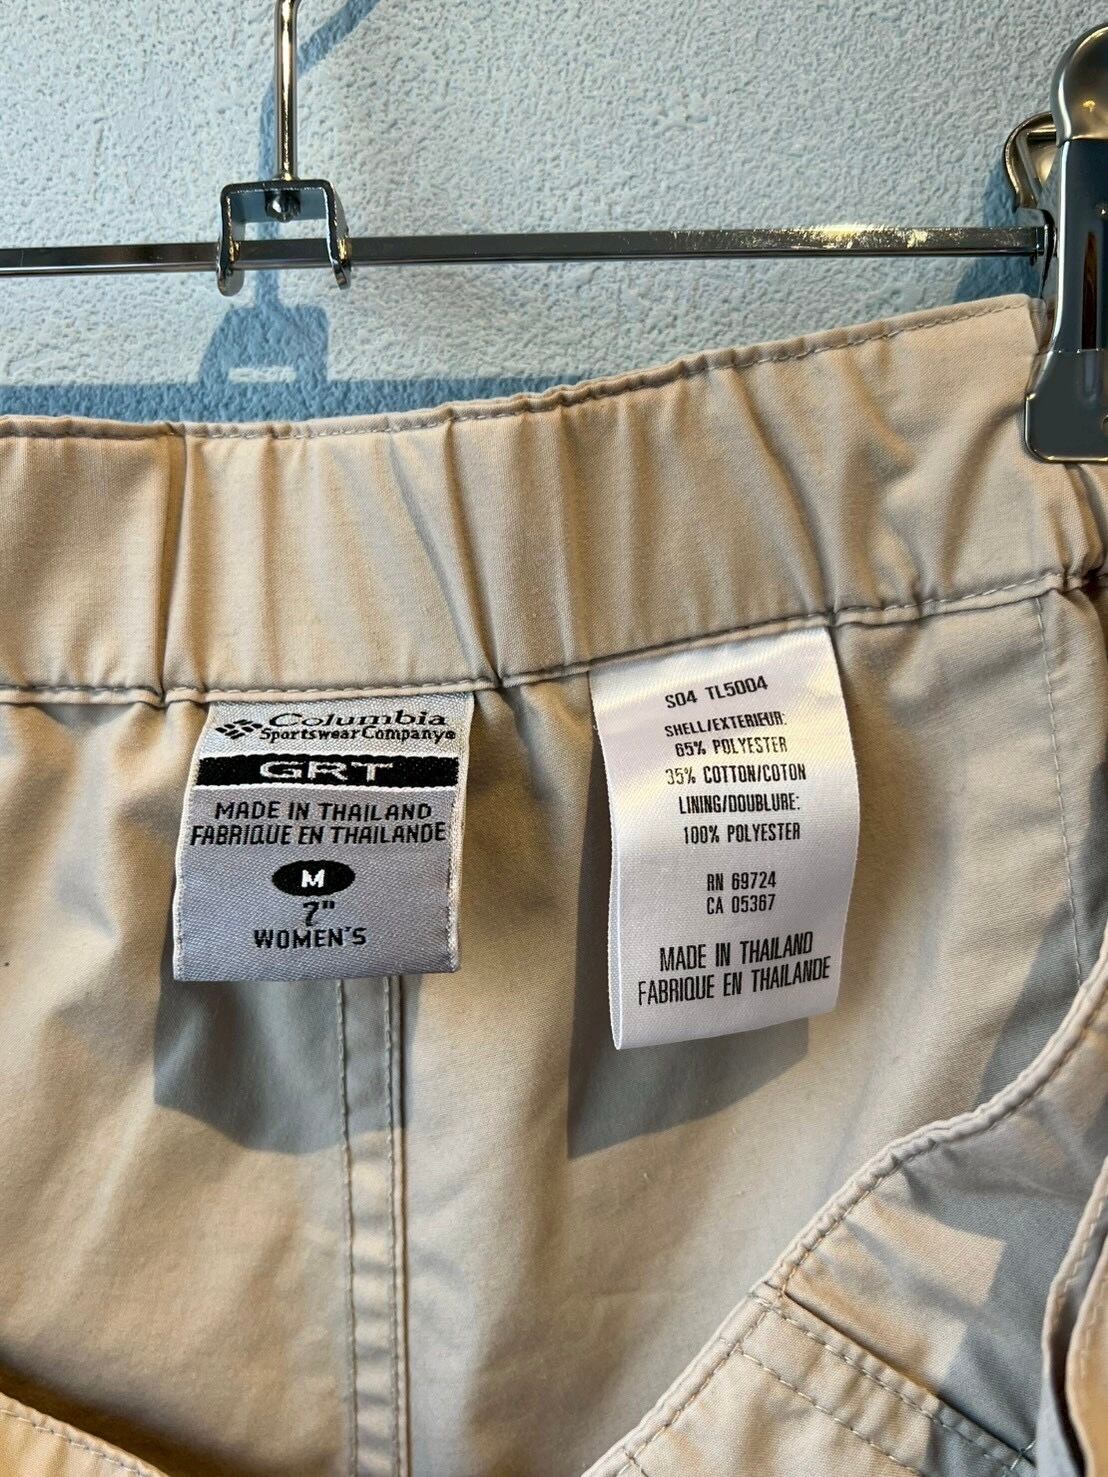 Columbia
Sportswear Company®
GRT
MADE IN THAILAND
FABRIQUE EN THAILANDE
M
7"
WOMEN'S
S04 TL5004
SHELL/EXTERIEUR:
65% POLYESTER
35% COTTON/COTON
LINING/DOUBLURE:
100% POLYESTER
RN 69724
CA 05367
MADE IN THAILAND
FABRIQUE EN THAILANDE